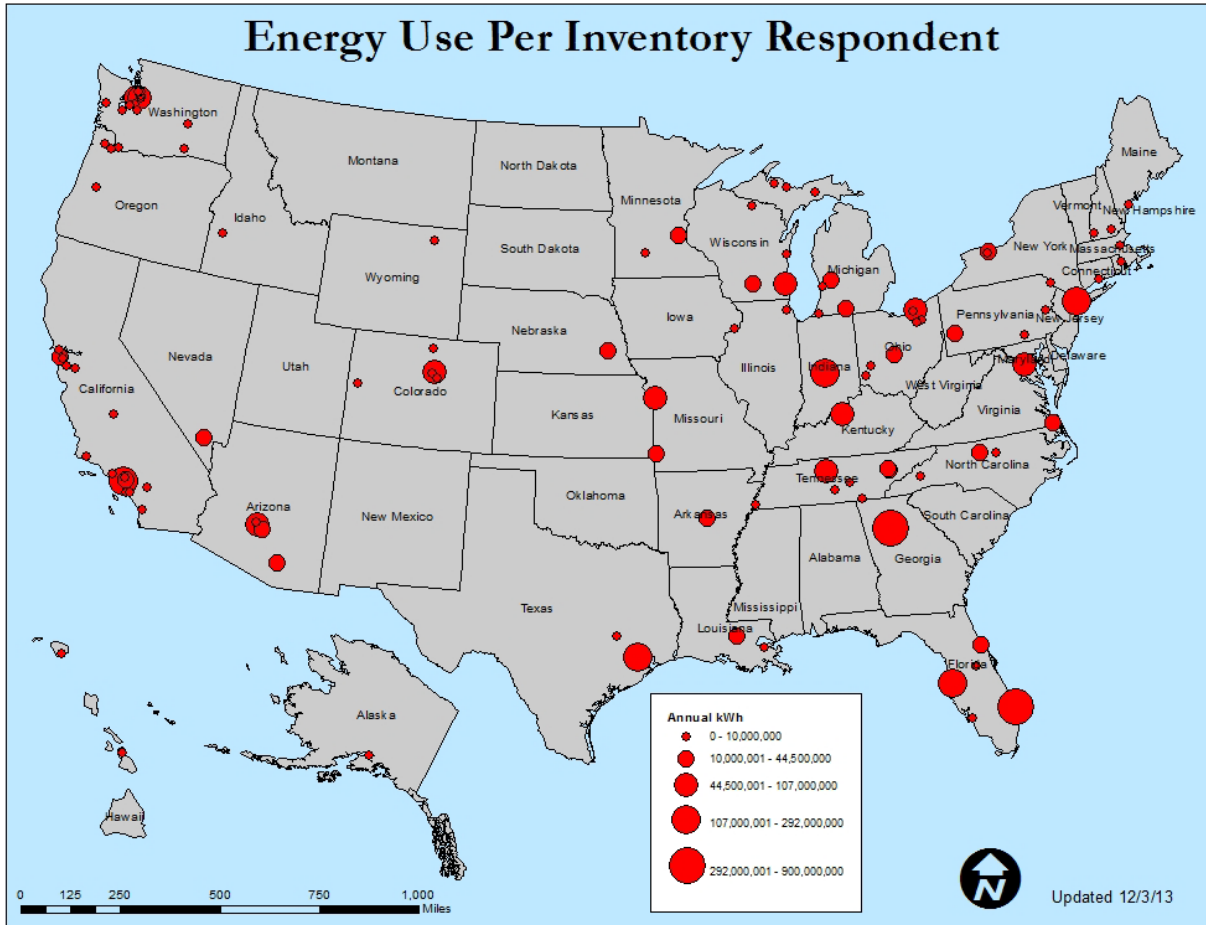 Energy Use Per Inventory Respondent
Washington
Montana
North Dakota
Minnesota
Maine
Vermont
New Hampshire
Oregon
Idaho
Wyoming
South Dakota
Wisconsin
Michigan
New York
Massachusetts
Connecticut
Nebraska
Iowa
Pennsylvania
New Jersey
Nevada
Utah
Colorado
California
Illinois
Indiana
Ohio
Maryland
Delaware
West Virginia
Virginia
Kansas
Missouri
Kentucky
Arizona
New Mexico
Oklahoma
Arkansas
Tennessee
North Carolina
South Carolina
Texas
Louisiana
Mississippi
Alabama
Georgia
Florida
Alaska
Hawaii
Annual kWh
0 - 10,000,000
10,000,001 - 44,500,000
44,500,001 - 107,000,000
107,000,001 - 292,000,000
292,000,001 - 900,000,000
0 125 250 500 750 1,000
Miles
N
Updated 12/3/13